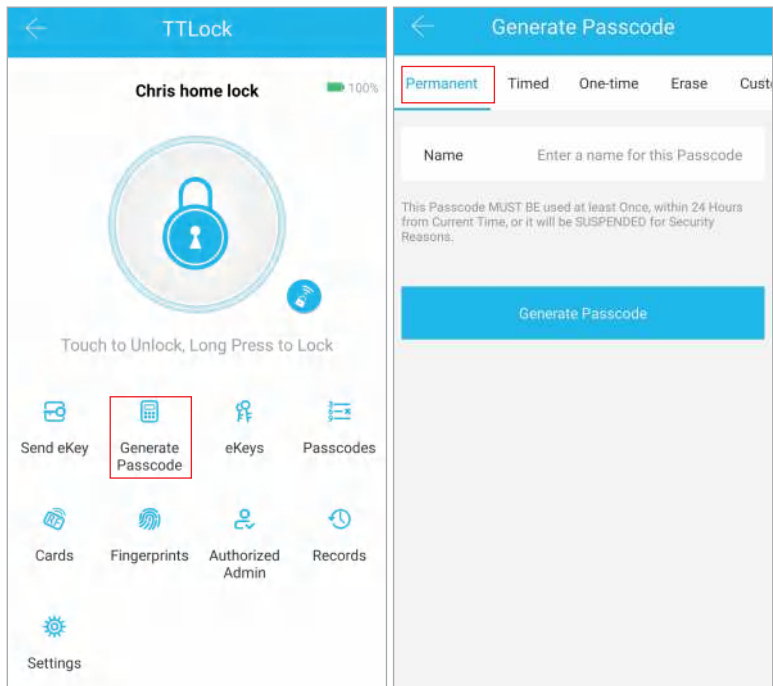 TTLock
Chris home lock
100%
Touch to Unlock, Long Press to Lock
Send eKey
Generate
Passcode
eKeys
Passcodes
RF
Cards
Fingerprints
Authorized
Admin
Records
Settings
Generate Passcode
Permanent Timed One-time Erase Custo
Name Enter a name for this Passcode
This Passcode MUST BE used at least Once, within 24 Hours
from Current Time, or it will be SUSPENDED for Security
Reasons.
Generate Passcode